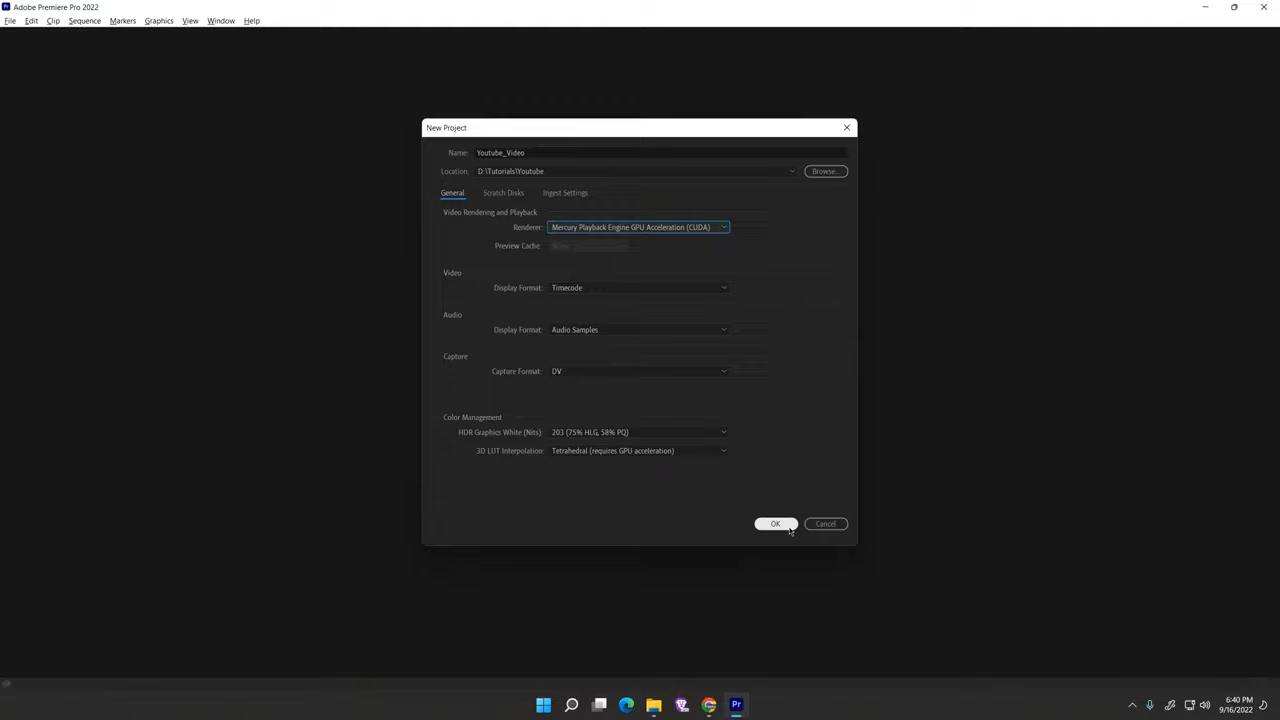 Adobe Premiere Pro 2022
File Edit Clip Sequence Markers Graphics View Window Help
New Project
Name: Youtube_Video
Location: D:\Tutorials\Youtube Browse...
General Scratch Disks Ingest Settings
Video Rendering and Playback
Renderer: Mercury Playback Engine GPU Acceleration (CUDA)
Preview Cache:
Video
Display Format: Timecode
Audio
Display Format: Audio Samples
Capture
Capture Format: DV
Color Management
HDR Graphics White (Nits): 203 (75% HLG, 58% PQ)
3D LUT Interpolation: Tetrahedral (requires GPU acceleration)
OK Cancel
Pr
6:40 PM
9/16/2022